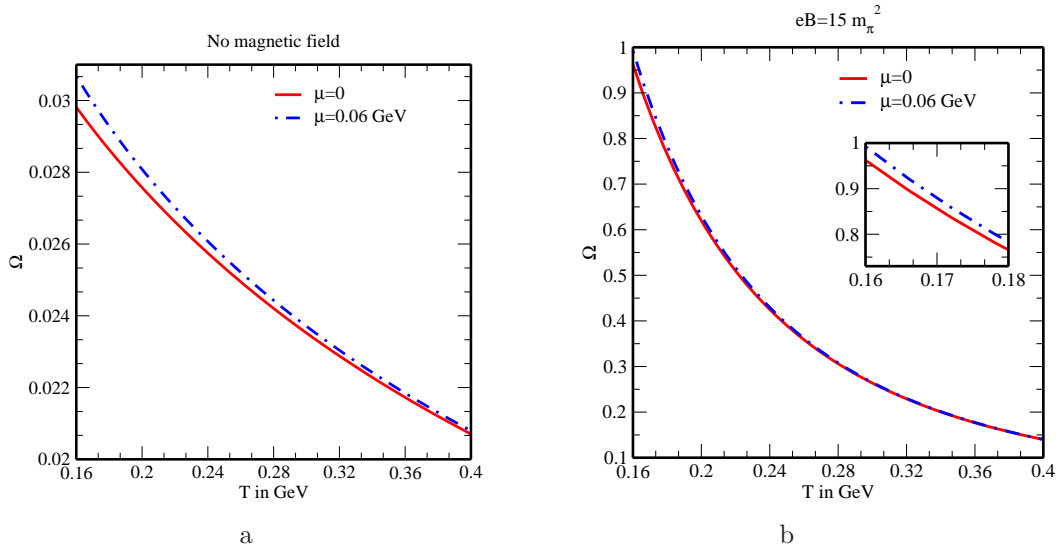 No magnetic field
μ=0
μ=0.06 GeV
0.03
0.028
0.026
0.024
0.022
0.02
Ω
0.16 0.2 0.24 0.28 0.32 0.36 0.4
T in GeV
a
eB=15 m_π^2
μ=0
μ=0.06 GeV
1
0.9
0.8
0.7
0.6
0.5
0.4
0.3
0.2
0.1
Ω
1
0.9
0.8
0.16 0.17 0.18
0.16 0.2 0.24 0.28 0.32 0.36 0.4
T in GeV
b